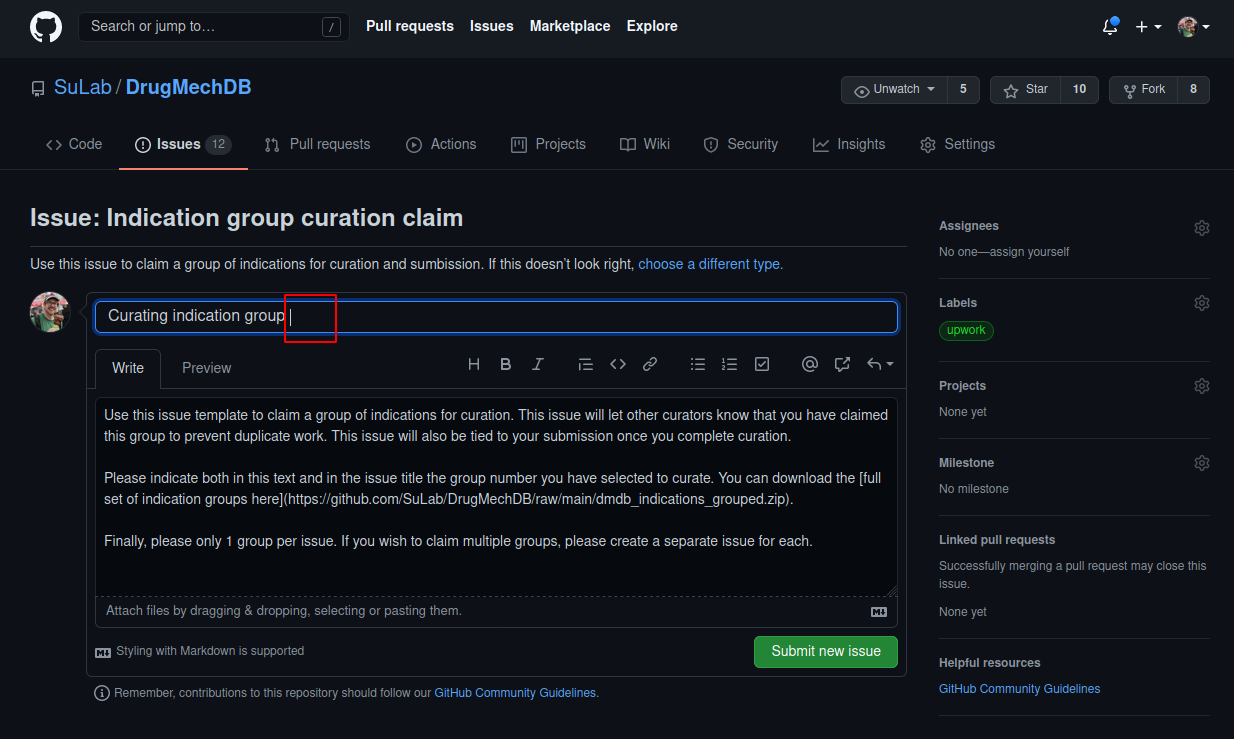 Search or jump to…
/
Pull requests Issues Marketplace Explore
SuLab / DrugMechDB
Unwatch 5 Star 10 Fork 8
Code Issues 12 Pull requests Actions Projects Wiki Security Insights Settings
Issue: Indication group curation claim
Use this issue to claim a group of indications for curation and sumbission. If this doesn’t look right, choose a different type.
Curating indication group
Write Preview
Use this issue template to claim a group of indications for curation. This issue will let other curators know that you have claimed
this group to prevent duplicate work. This issue will also be tied to your submission once you complete curation.
Please indicate both in this text and in the issue title the group number you have selected to curate. You can download the [full
set of indication groups here](https://github.com/SuLab/DrugMechDB/raw/main/dmdb_indications_grouped.zip).
Finally, please only 1 group per issue. If you wish to claim multiple groups, please create a separate issue for each.
Attach files by dragging & dropping, selecting or pasting them.
Styling with Markdown is supported
Submit new issue
Remember, contributions to this repository should follow our GitHub Community Guidelines.
Assignees
No one—assign yourself
Labels
upwork
Projects
None yet
Milestone
No milestone
Linked pull requests
Successfully merging a pull request may close this
issue.
None yet
Helpful resources
GitHub Community Guidelines